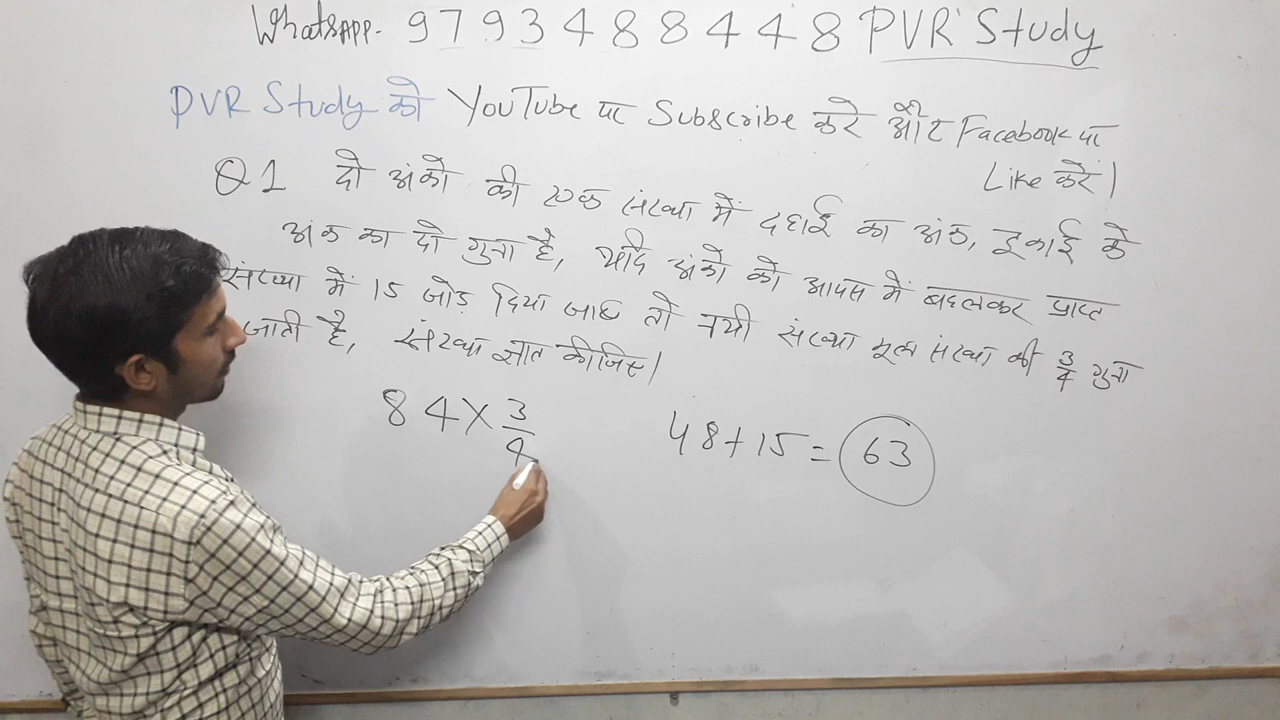 WhatsApp. 9793488448 PVR Study
PVR Study को YouTube पर Subscribe करे और Facebook पर
Like करें।
Q1 दो अंको की एक संख्या में दहाई का अंक, इकाई के
अंक का दो गुना है, यदि अंको को आपस में बदलकर प्राप्त
संख्या में 15 जोड़ दिया जाए तो नयी संख्या मूल संख्या की 3/4 गुना
जाती है, संख्या ज्ञात कीजिए।
84 × 3/4
48 + 15 = 63